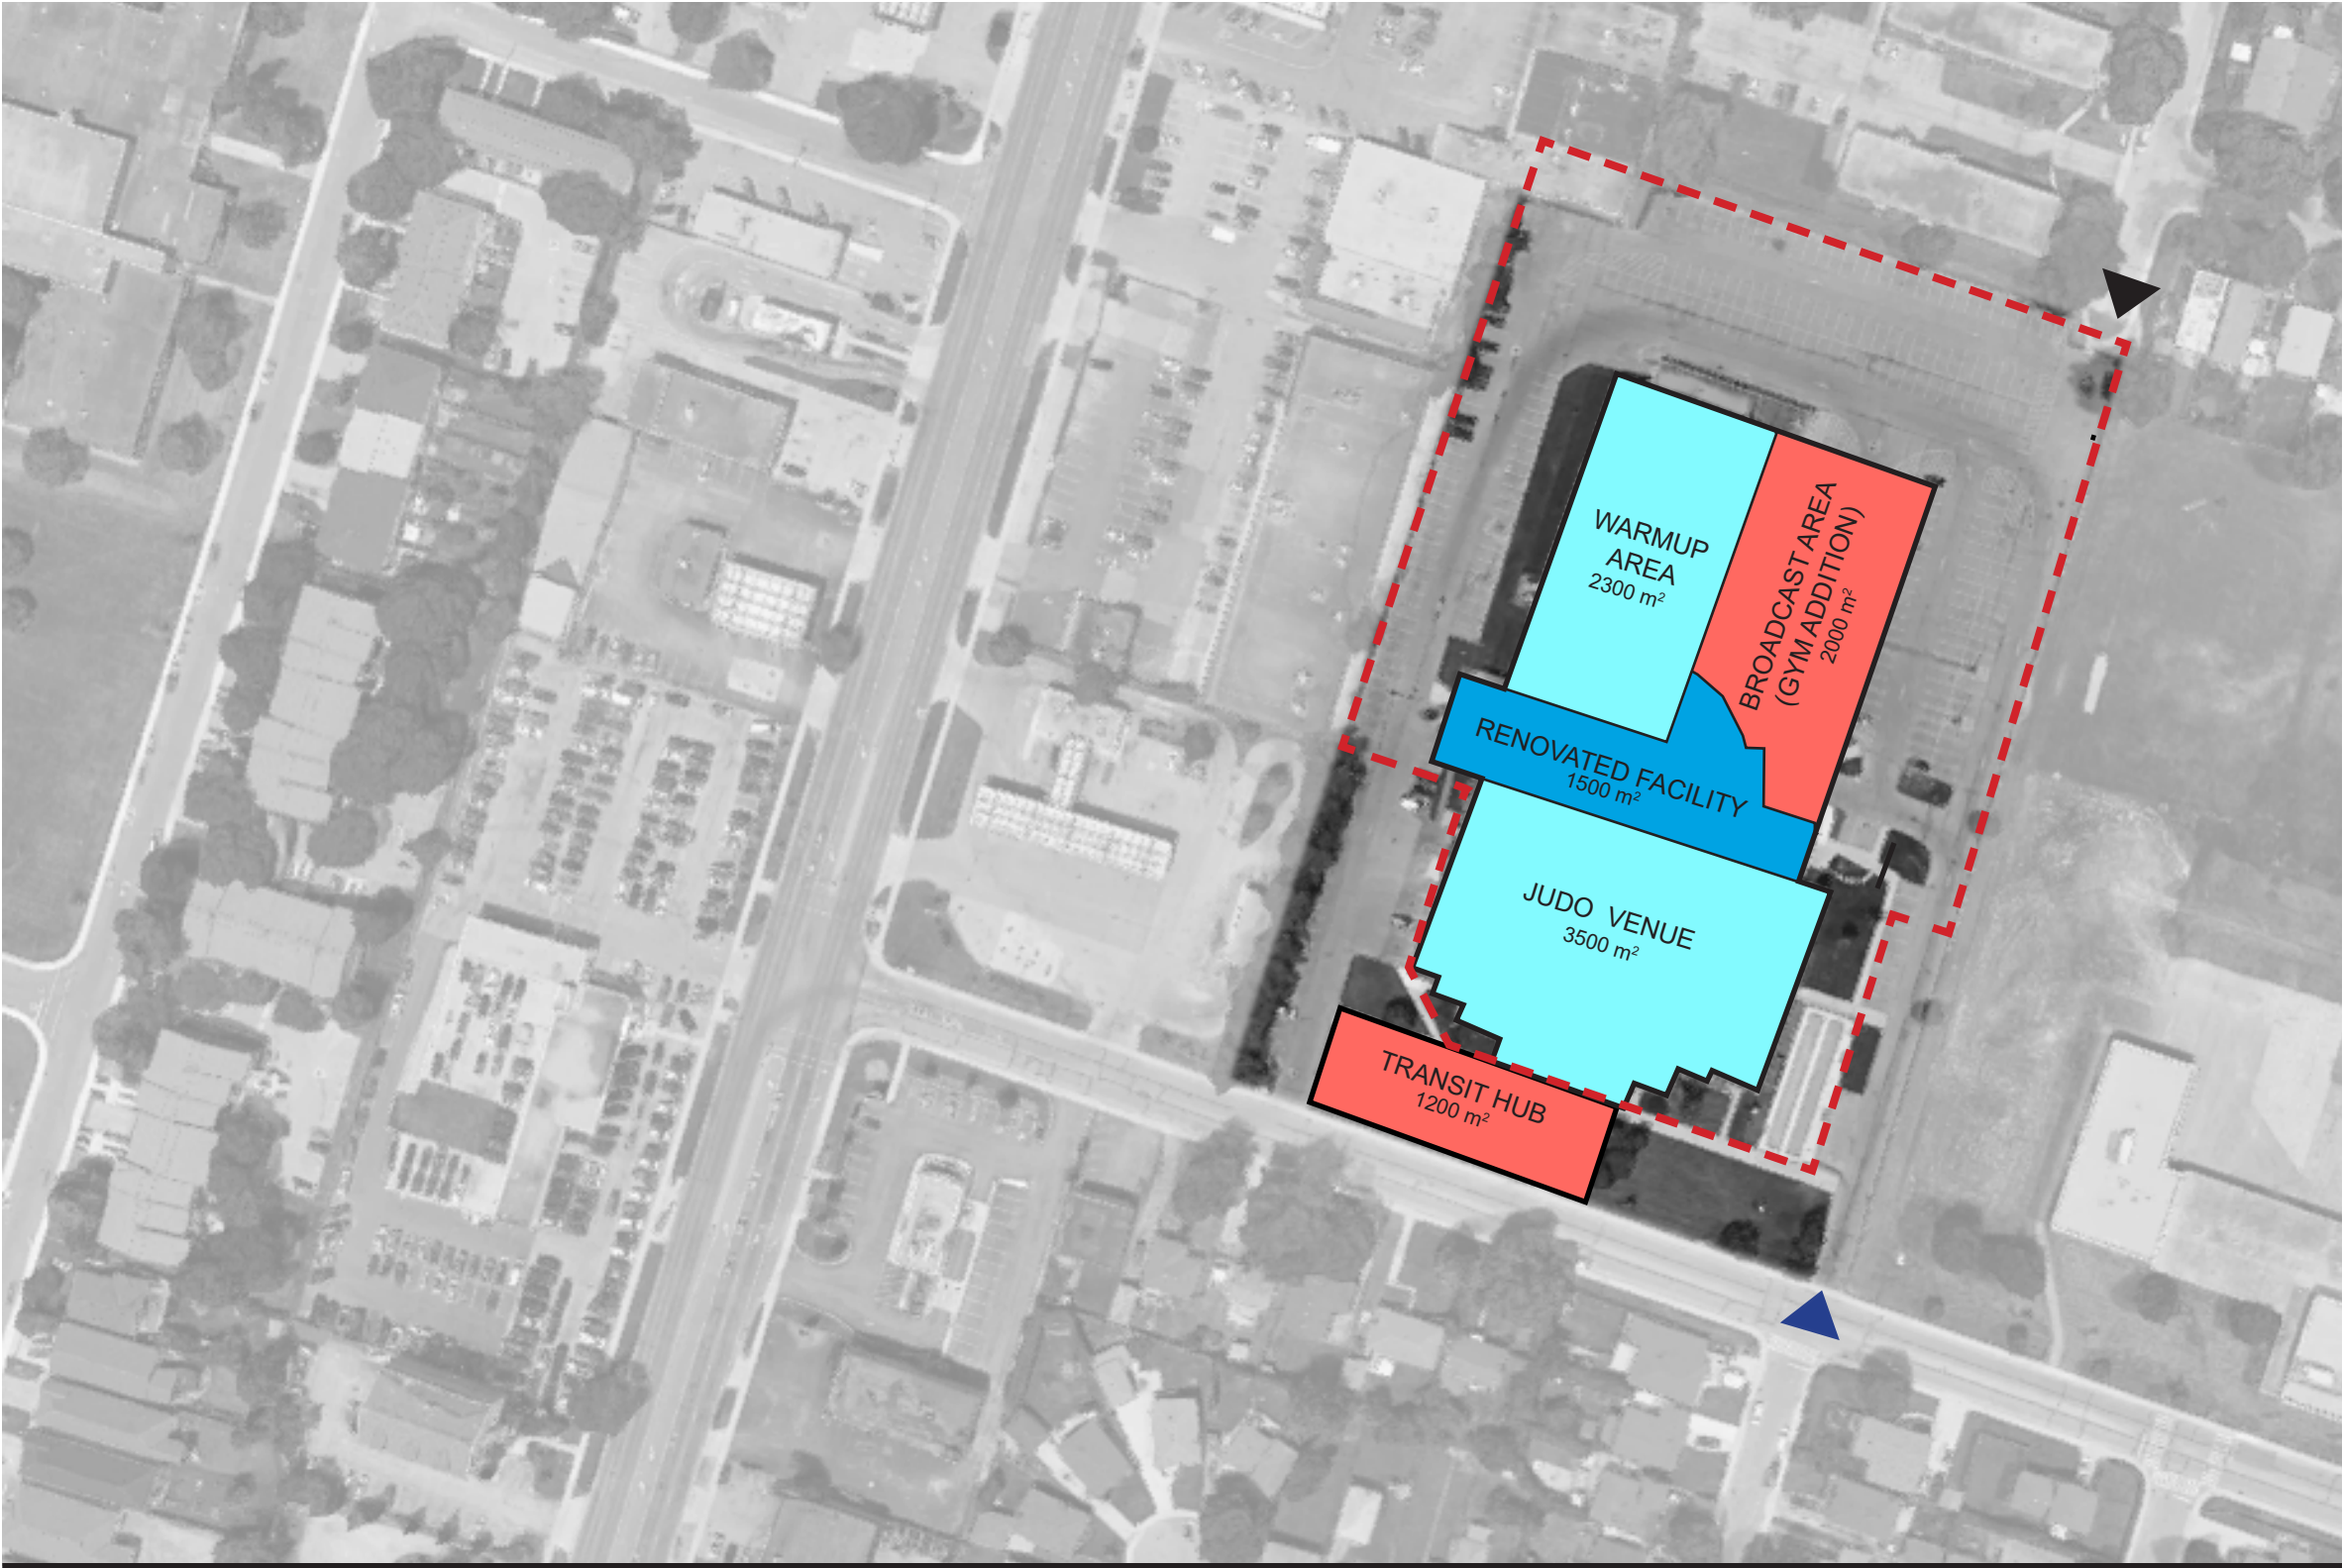 WARMUP
AREA
2300 m²
BROADCAST AREA
(GYM ADDITION)
2000 m²
RENOVATED FACILITY
1500 m²
JUDO VENUE
3500 m²
TRANSIT HUB
1200 m²